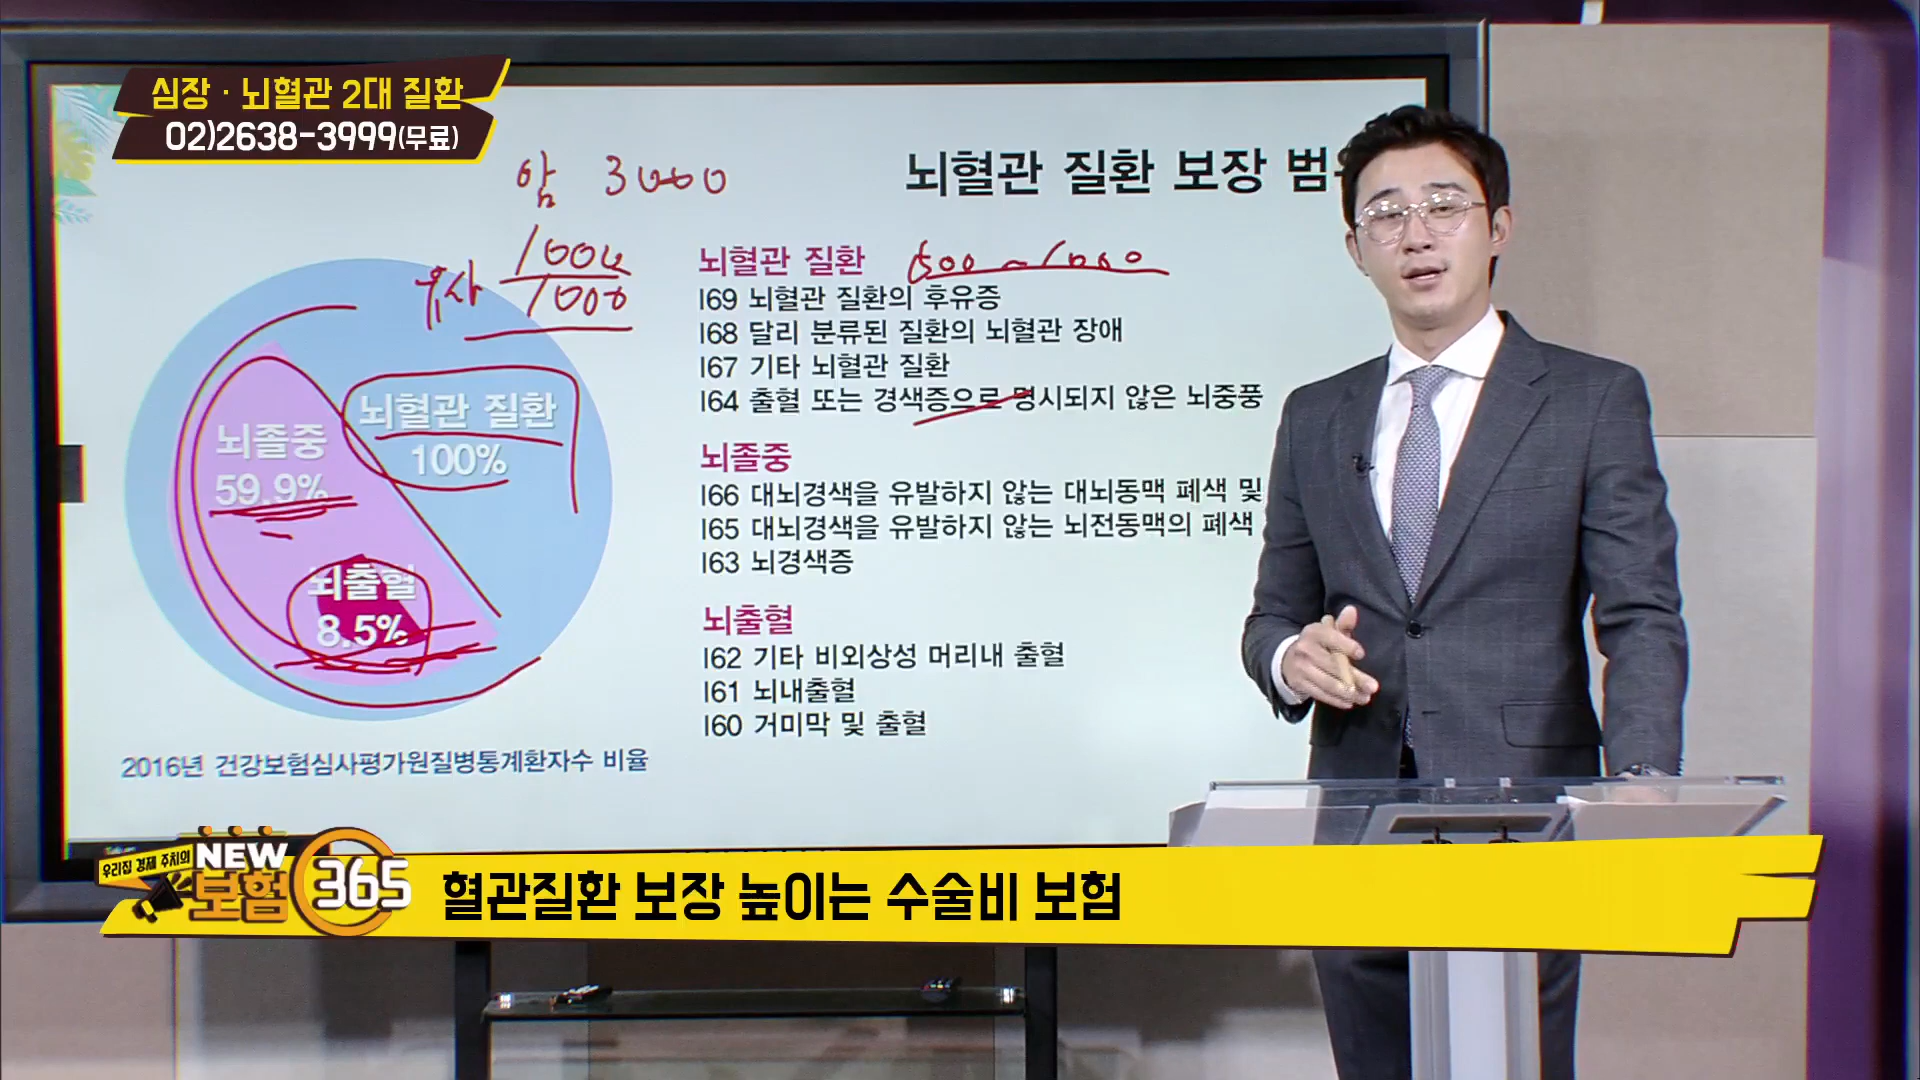 심장·뇌혈관 2대 질환
02)2638-3999(무료)
암 3000
뇌혈관 질환 보장
유사 1000
1000
뇌혈관 질환 500~1000
I69 뇌혈관 질환의 후유증
I68 달리 분류된 질환의 뇌혈관 장애
I67 기타 뇌혈관 질환
I64 출혈 또는 경색증으로 명시되지 않은 뇌중풍
뇌혈관 질환
100%
뇌졸중
59.9%
뇌출혈
8.5%
뇌졸중
I66 대뇌경색을 유발하지 않는 대뇌동맥 폐색 및
I65 대뇌경색을 유발하지 않는 뇌전동맥의 폐색
I63 뇌경색증
뇌출혈
I62 기타 비외상성 머리내 출혈
I61 뇌내출혈
I60 거미막 및 출혈
2016년 건강보험심사평가원질병통계환자수 비율
우리집 경제 주치의
NEW
보험 365
혈관질환 보장 높이는 수술비 보험